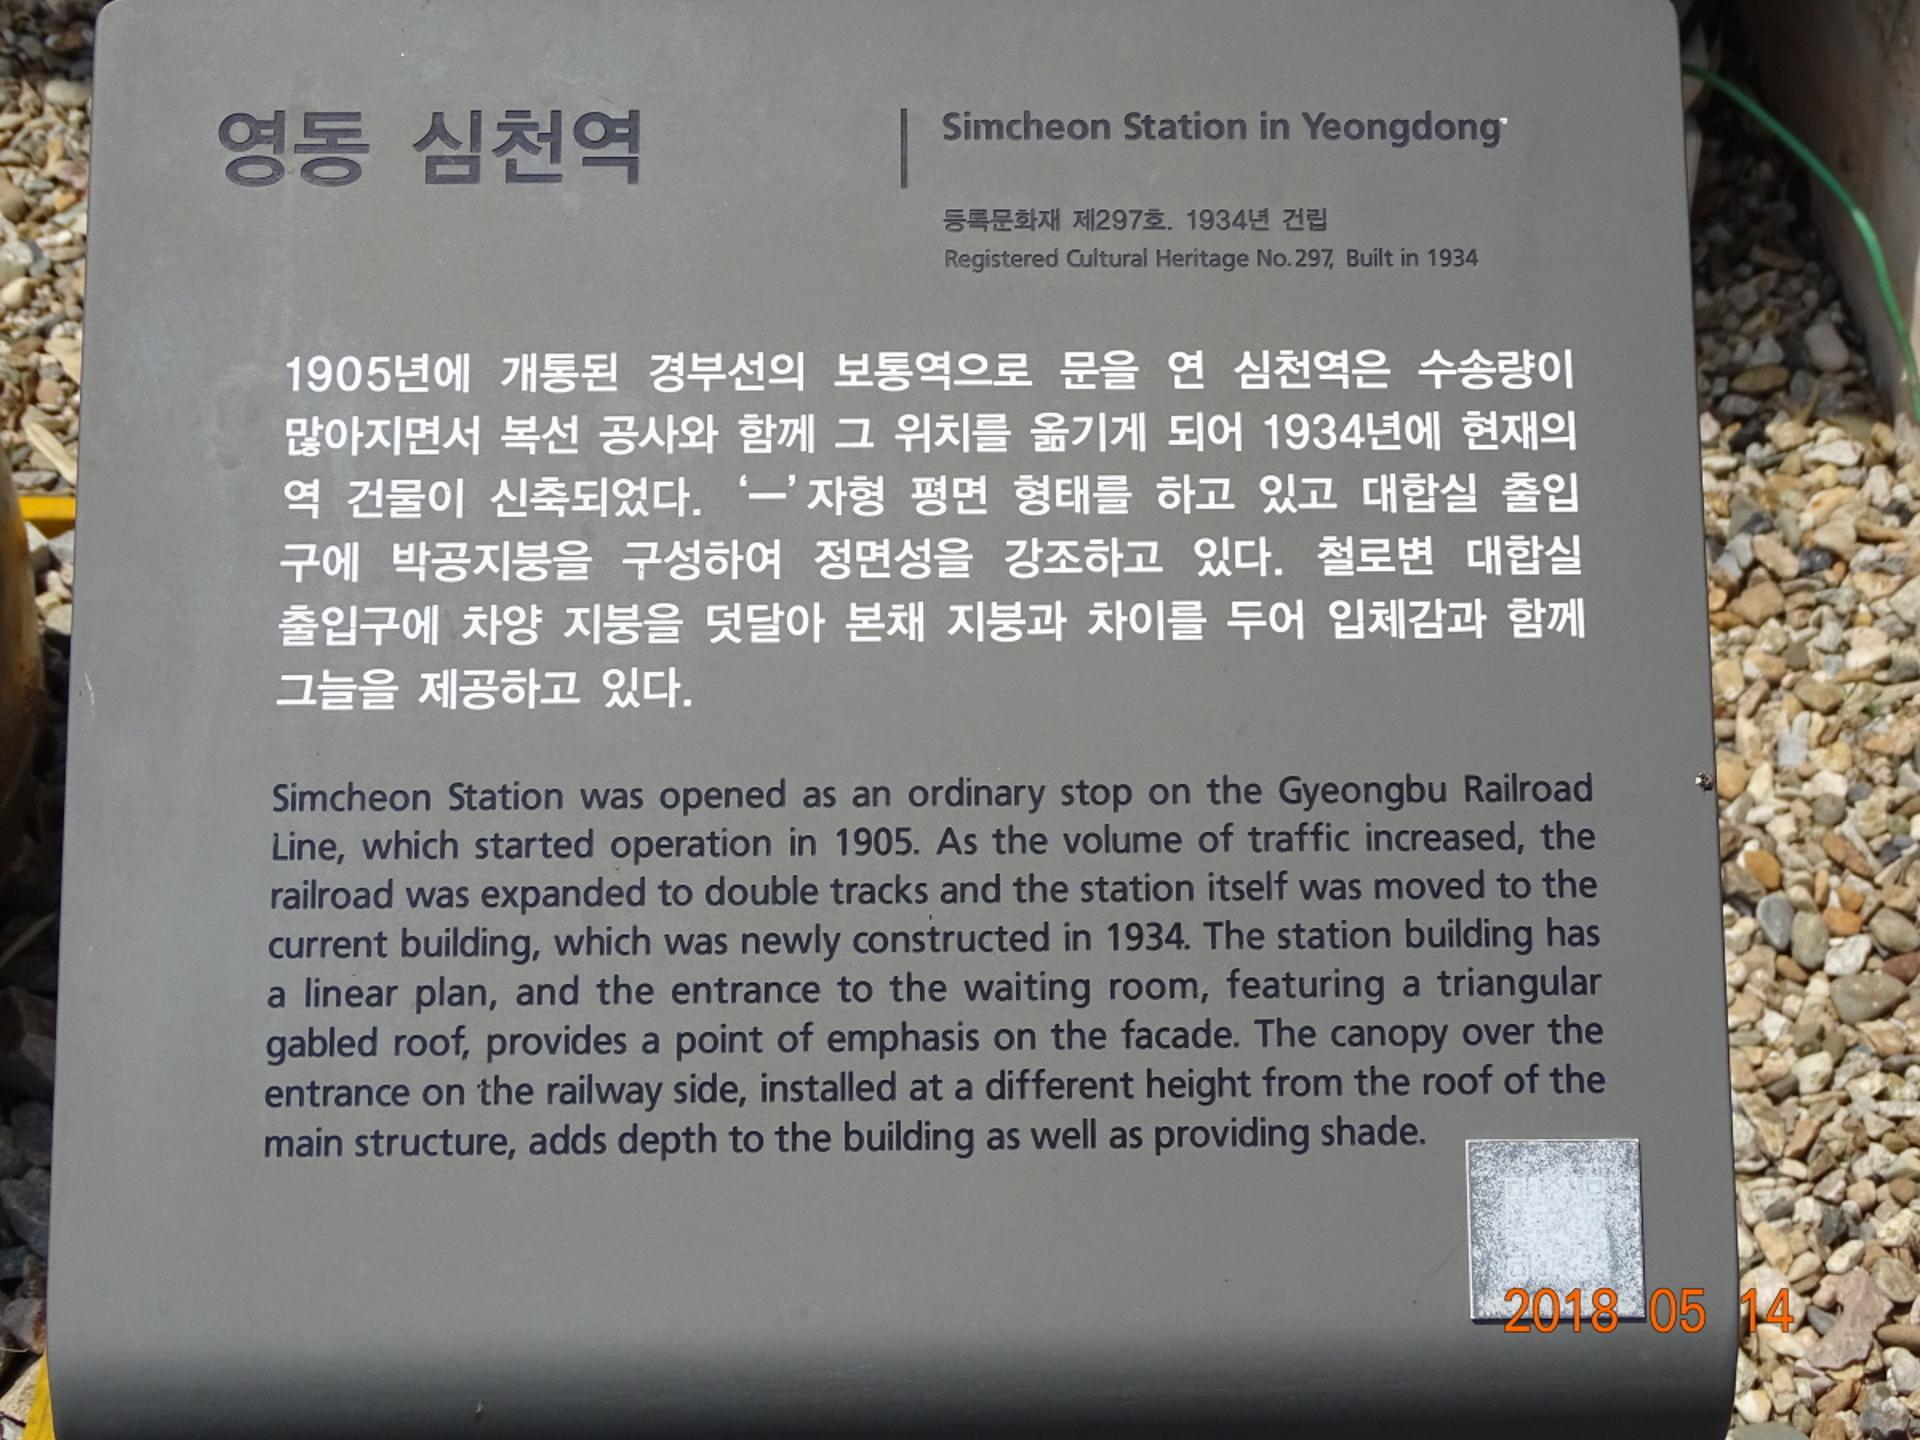 영동 심천역
Simcheon Station in Yeongdong
등록문화재 제297호. 1934년 건립
Registered Cultural Heritage No.297, Built in 1934
1905년에 개통된 경부선의 보통역으로 문을 연 심천역은 수송량이
많아지면서 복선 공사와 함께 그 위치를 옮기게 되어 1934년에 현재의
역 건물이 신축되었다. ‘ㅡ’자형 평면 형태를 하고 있고 대합실 출입
구에 박공지붕을 구성하여 정면성을 강조하고 있다. 철로변 대합실
출입구에 차양 지붕을 덧달아 본채 지붕과 차이를 두어 입체감과 함께
그늘을 제공하고 있다.
Simcheon Station was opened as an ordinary stop on the Gyeongbu Railroad
Line, which started operation in 1905. As the volume of traffic increased, the
railroad was expanded to double tracks and the station itself was moved to the
current building, which was newly constructed in 1934. The station building has
a linear plan, and the entrance to the waiting room, featuring a triangular
gabled roof, provides a point of emphasis on the facade. The canopy over the
entrance on the railway side, installed at a different height from the roof of the
main structure, adds depth to the building as well as providing shade.
2018 05 14